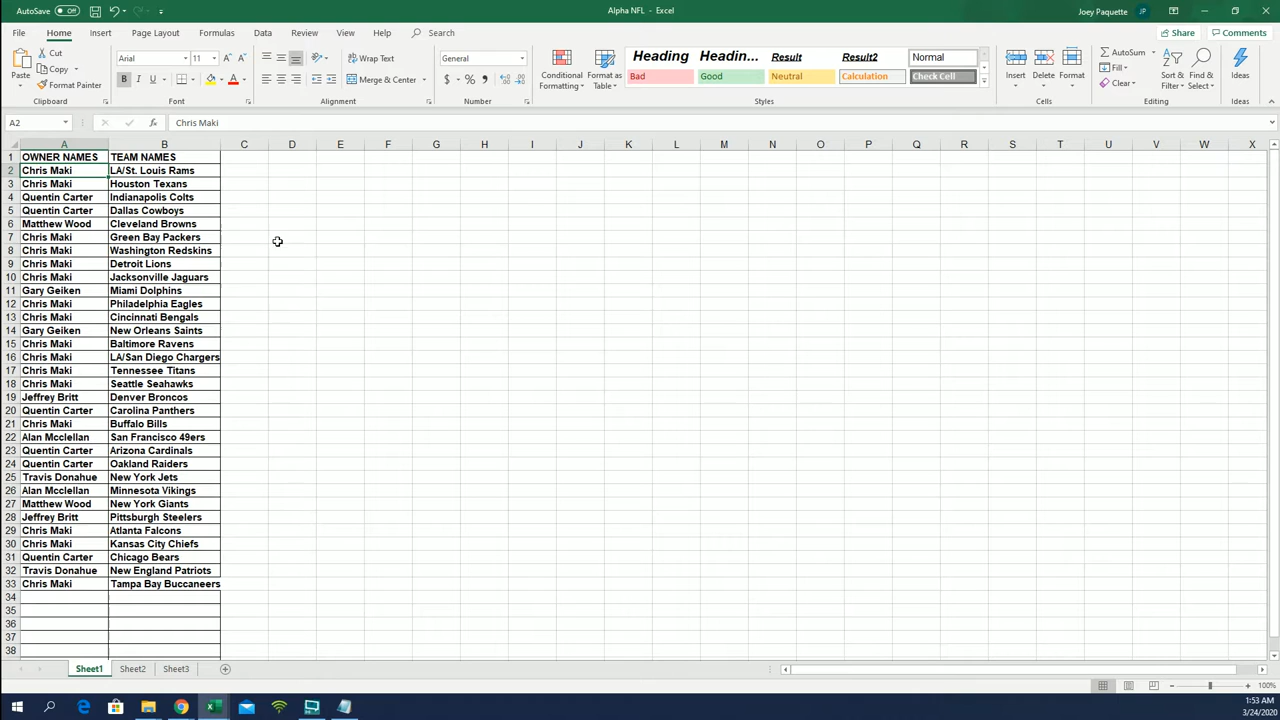 AutoSave Off
Alpha NFL - Excel
Joey Paquette JP
File Home Insert Page Layout Formulas Data Review View Help Search
Share Comments
Paste
Cut
Copy
Format Painter
Clipboard
Arial 11
B I U
Font
Wrap Text
Merge & Center
Alignment
General
$ % ,
Number
Conditional Formatting
Format as Table
Heading Headin... Result Result2 Normal
Bad Good Neutral Calculation Check Cell
Styles
Insert Delete Format
Cells
AutoSum
Fill
Clear
Sort & Filter
Find & Select
Editing
Ideas
Ideas
A2 fx Chris Maki
A B C D E F G H I J K L M N O P Q R S T U V W X
1 OWNER NAMES TEAM NAMES
2 Chris Maki LA/St. Louis Rams
3 Chris Maki Houston Texans
4 Quentin Carter Indianapolis Colts
5 Quentin Carter Dallas Cowboys
6 Matthew Wood Cleveland Browns
7 Chris Maki Green Bay Packers
8 Chris Maki Washington Redskins
9 Chris Maki Detroit Lions
10 Chris Maki Jacksonville Jaguars
11 Gary Geiken Miami Dolphins
12 Chris Maki Philadelphia Eagles
13 Chris Maki Cincinnati Bengals
14 Gary Geiken New Orleans Saints
15 Chris Maki Baltimore Ravens
16 Chris Maki LA/San Diego Chargers
17 Chris Maki Tennessee Titans
18 Chris Maki Seattle Seahawks
19 Jeffrey Britt Denver Broncos
20 Quentin Carter Carolina Panthers
21 Chris Maki Buffalo Bills
22 Alan Mcclellan San Francisco 49ers
23 Quentin Carter Arizona Cardinals
24 Quentin Carter Oakland Raiders
25 Travis Donahue New York Jets
26 Alan Mcclellan Minnesota Vikings
27 Matthew Wood New York Giants
28 Jeffrey Britt Pittsburgh Steelers
29 Chris Maki Atlanta Falcons
30 Chris Maki Kansas City Chiefs
31 Quentin Carter Chicago Bears
32 Travis Donahue New England Patriots
33 Chris Maki Tampa Bay Buccaneers
34
35
36
37
38
Sheet1 Sheet2 Sheet3
100%
1:53 AM
3/24/2020